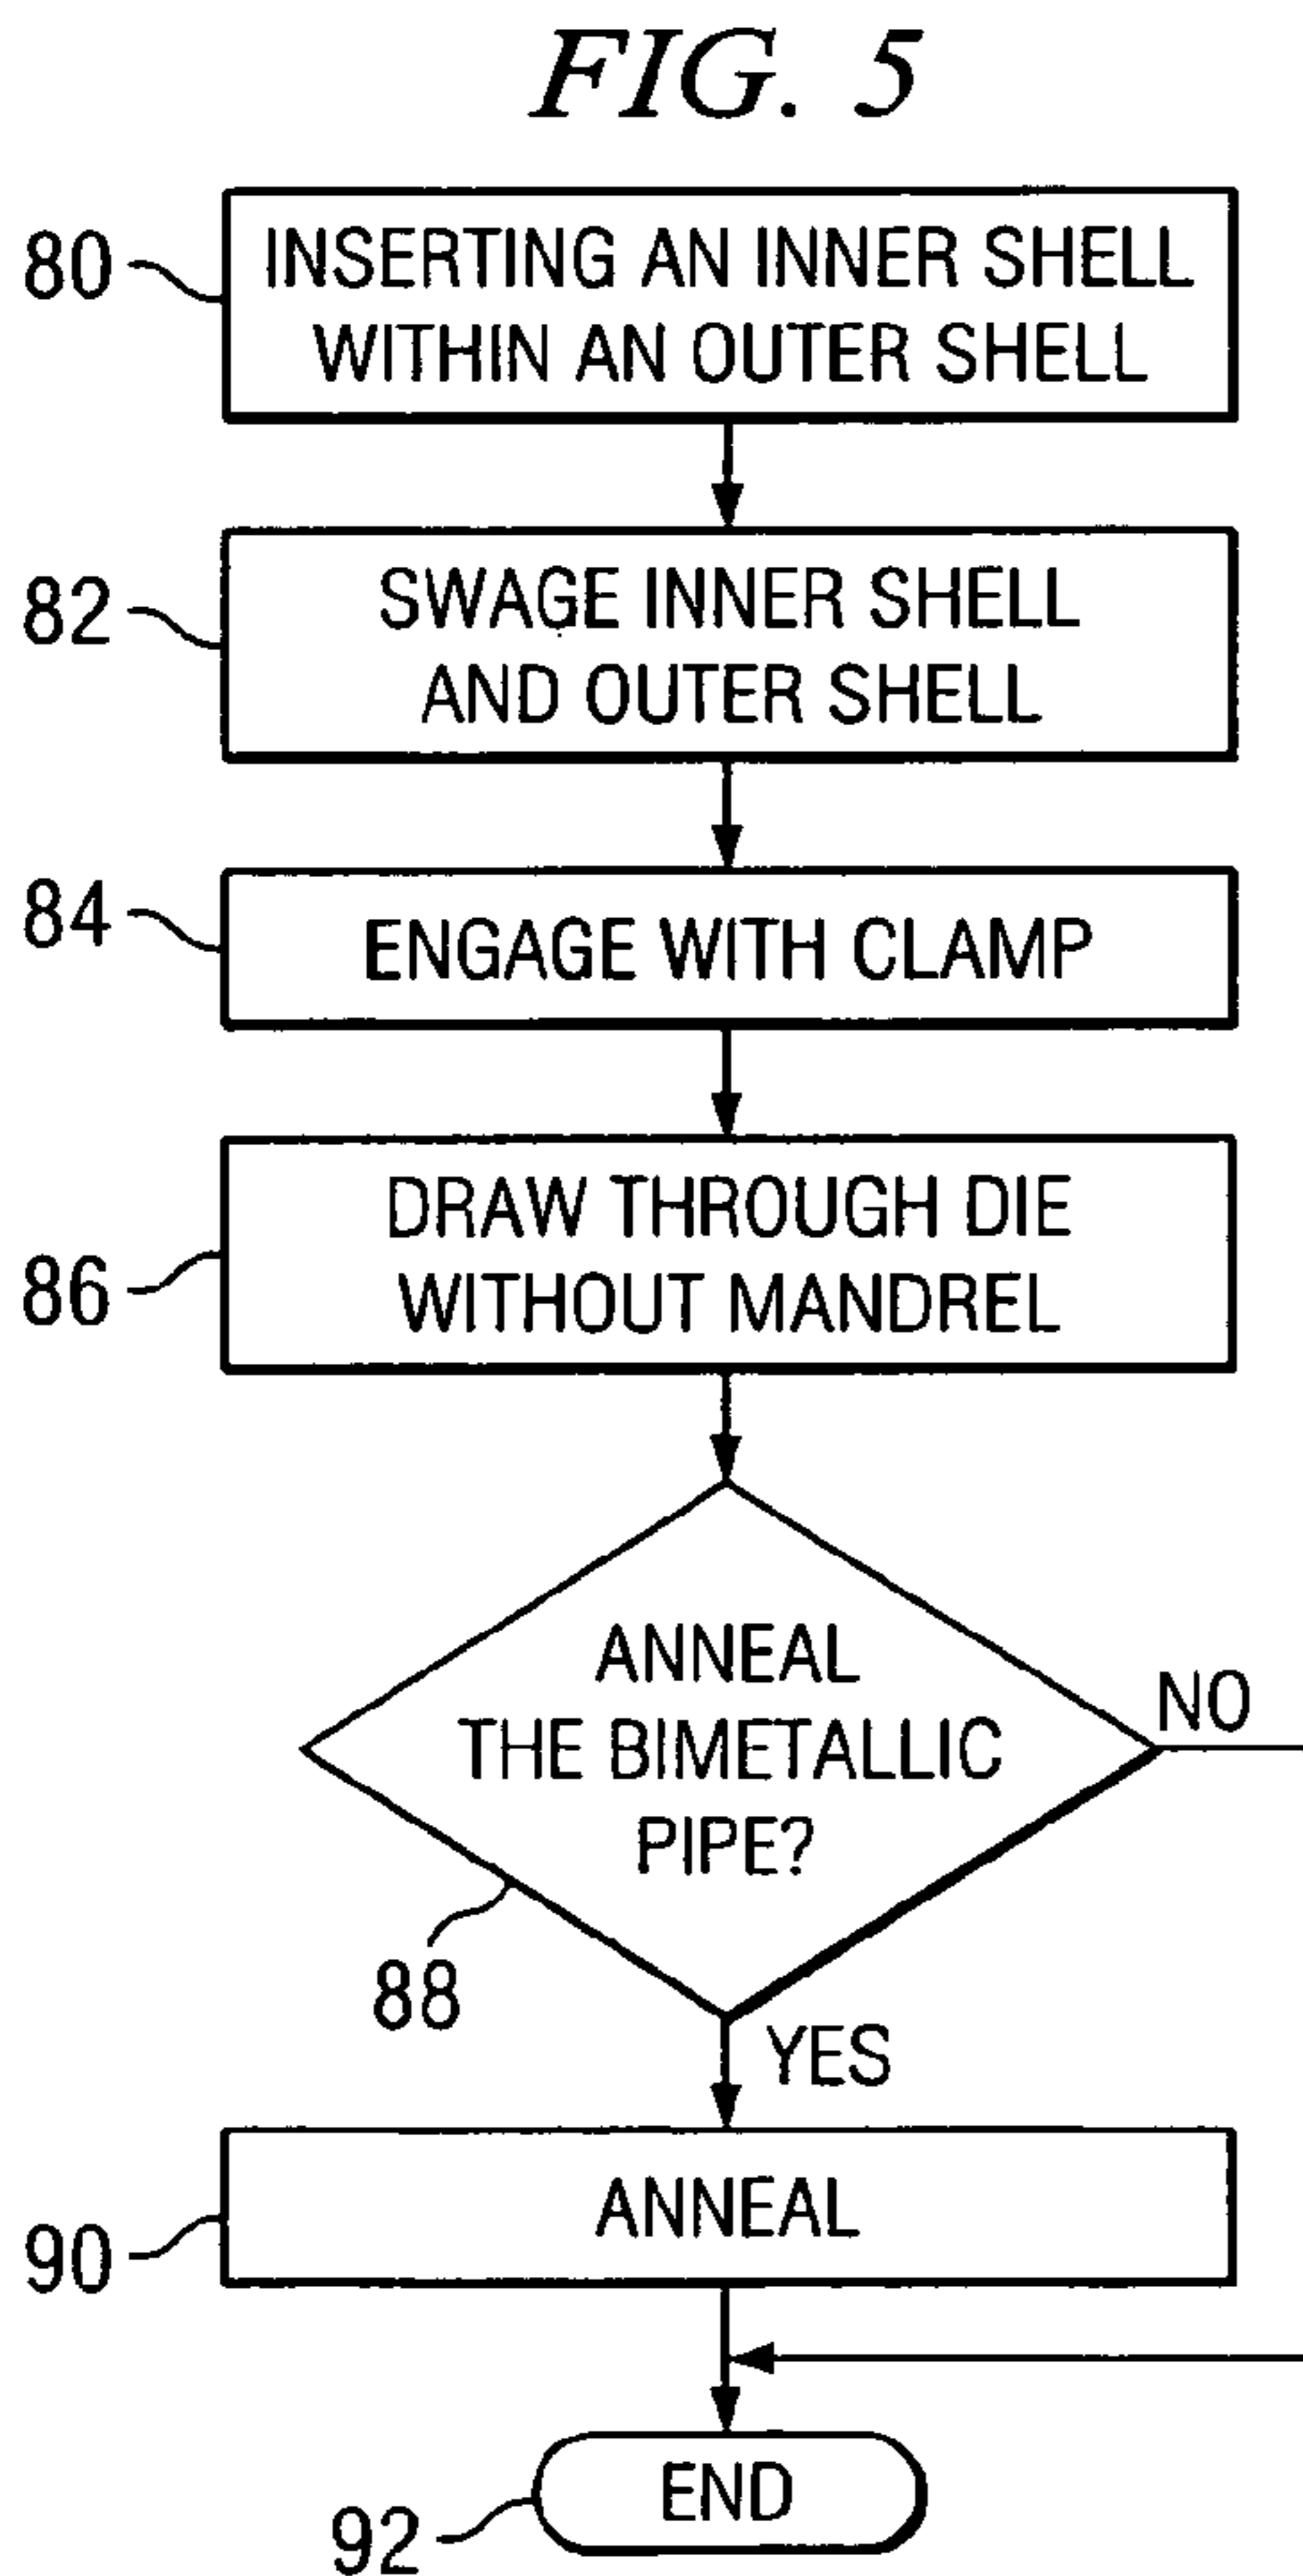 FIG. 5
80
INSERTING AN INNER SHELL
WITHIN AN OUTER SHELL
82
SWAGE INNER SHELL
AND OUTER SHELL
84
ENGAGE WITH CLAMP
86
DRAW THROUGH DIE
WITHOUT MANDREL
ANNEAL
THE BIMETALLIC
PIPE?
NO
88
YES
90
ANNEAL
END
92